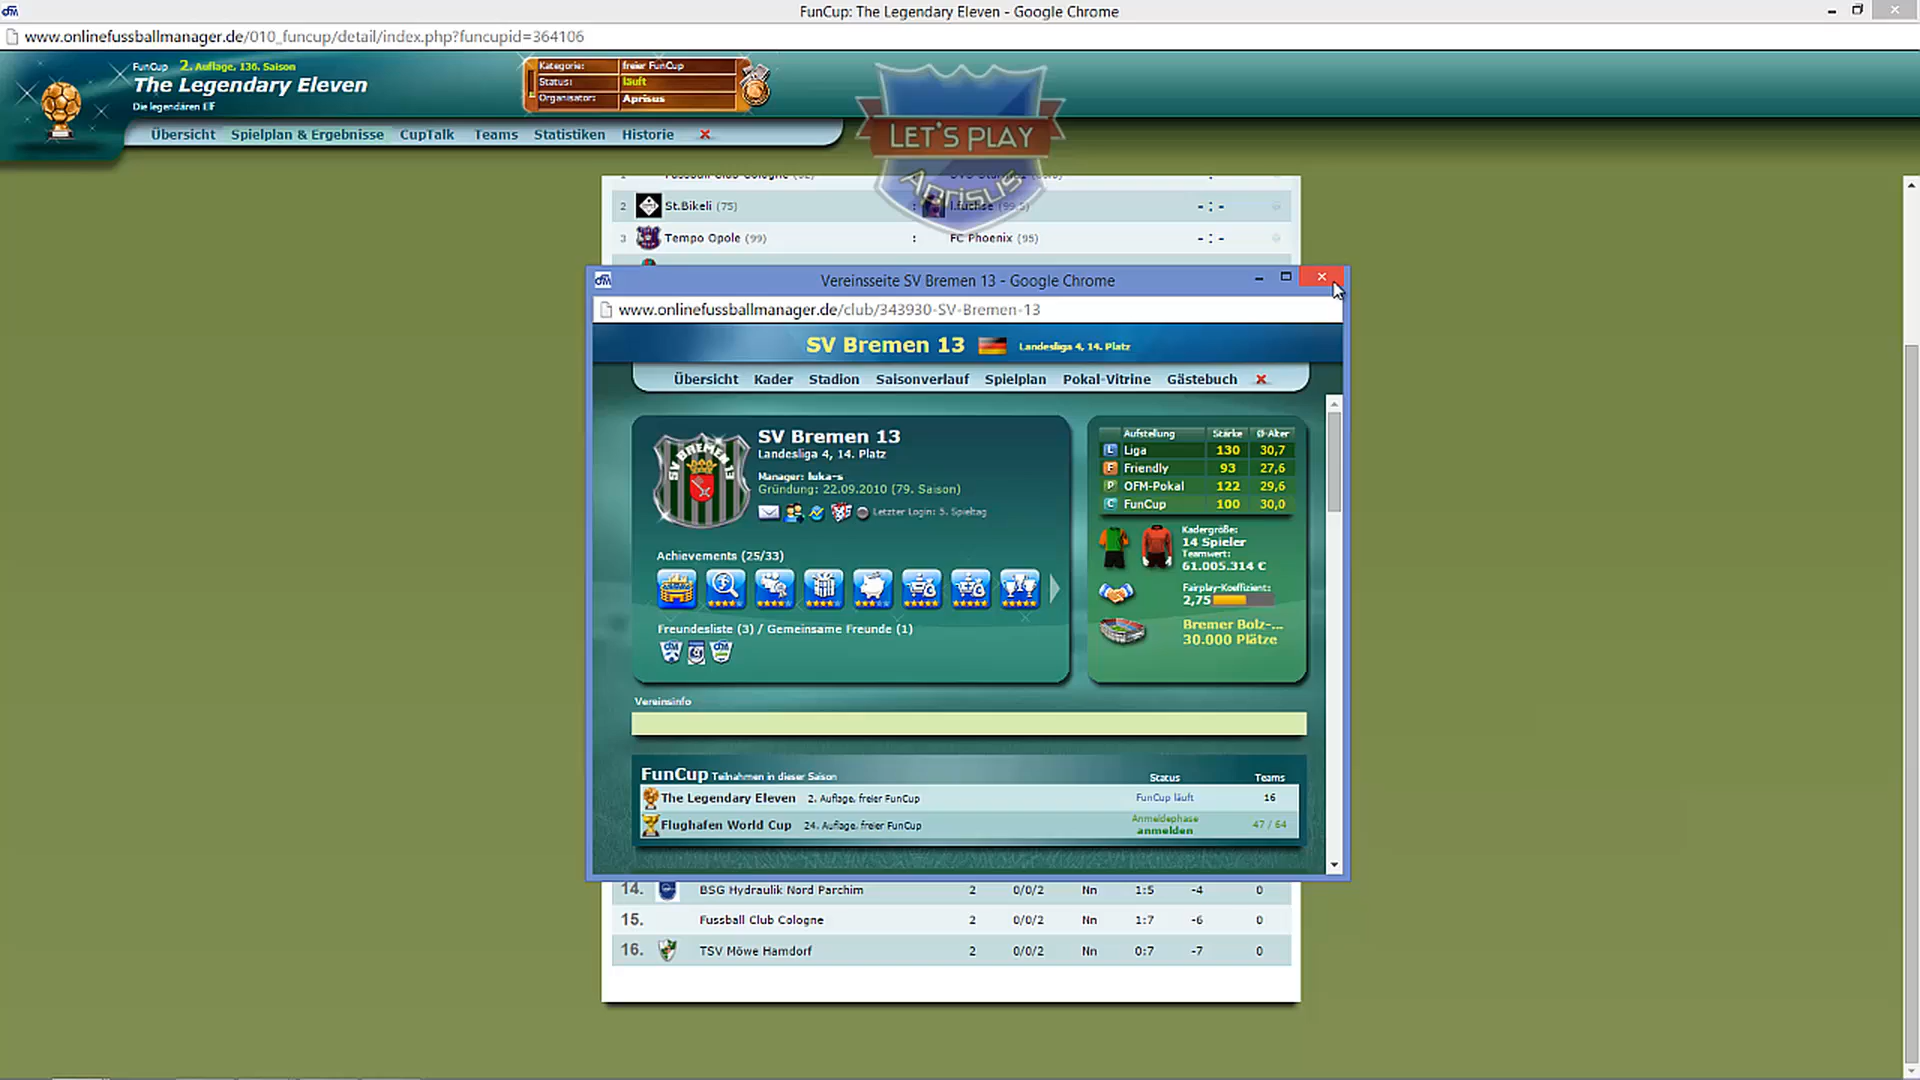 FunCup: The Legendary Eleven - Google Chrome
www.onlinefussballmanager.de/010_funcup/detail/index.php?funcupid=364106
FunCup 2. Auflage, 136. Saison
The Legendary Eleven
Die legendären Elf
Kategorie: freier FunCup
Status: läuft
Organisator: Aprisus
Übersicht Spielplan & Ergebnisse CupTalk Teams Statistiken Historie
LET'S PLAY
Aprisus
2 St.Bikeli (75) : l.füchse (99.5) - : -
3 Tempo Opole (99) : FC Phoenix (95) - : -
Vereinsseite SV Bremen 13 - Google Chrome
www.onlinefussballmanager.de/club/343930-SV-Bremen-13
SV Bremen 13 Landesliga 4, 14. Platz
Übersicht Kader Stadion Saisonverlauf Spielplan Pokal-Vitrine Gästebuch
SV BREMEN 13
SV Bremen 13
Landesliga 4, 14. Platz
Manager: luka-s
Gründung: 22.09.2010 (79. Saison)
Letzter Login: 5. Spieltag
Achievements (25/33)
Freundesliste (3) / Gemeinsame Freunde (1)
Aufstellung Stärke Ø-Alter
L Liga 130 30,7
F Friendly 93 27,6
P OFM-Pokal 122 29,6
C FunCup 100 30,0
Kadergröße:
14 Spieler
Teamwert:
61.005.314 €
Fairplay-Koeffizient:
2,75
Bremer Bolz-...
30.000 Plätze
Vereinsinfo
FunCup Teilnahmen in dieser Saison Status Teams
The Legendary Eleven 2. Auflage, freier FunCup FunCup läuft 16
Flughafen World Cup 24. Auflage, freier FunCup Anmeldephase anmelden 47 / 64
14. BSG Hydraulik Nord Parchim 2 0/0/2 Nn 1:5 -4 0
15. Fussball Club Cologne 2 0/0/2 Nn 1:7 -6 0
16. TSV Möwe Hamdorf 2 0/0/2 Nn 0:7 -7 0